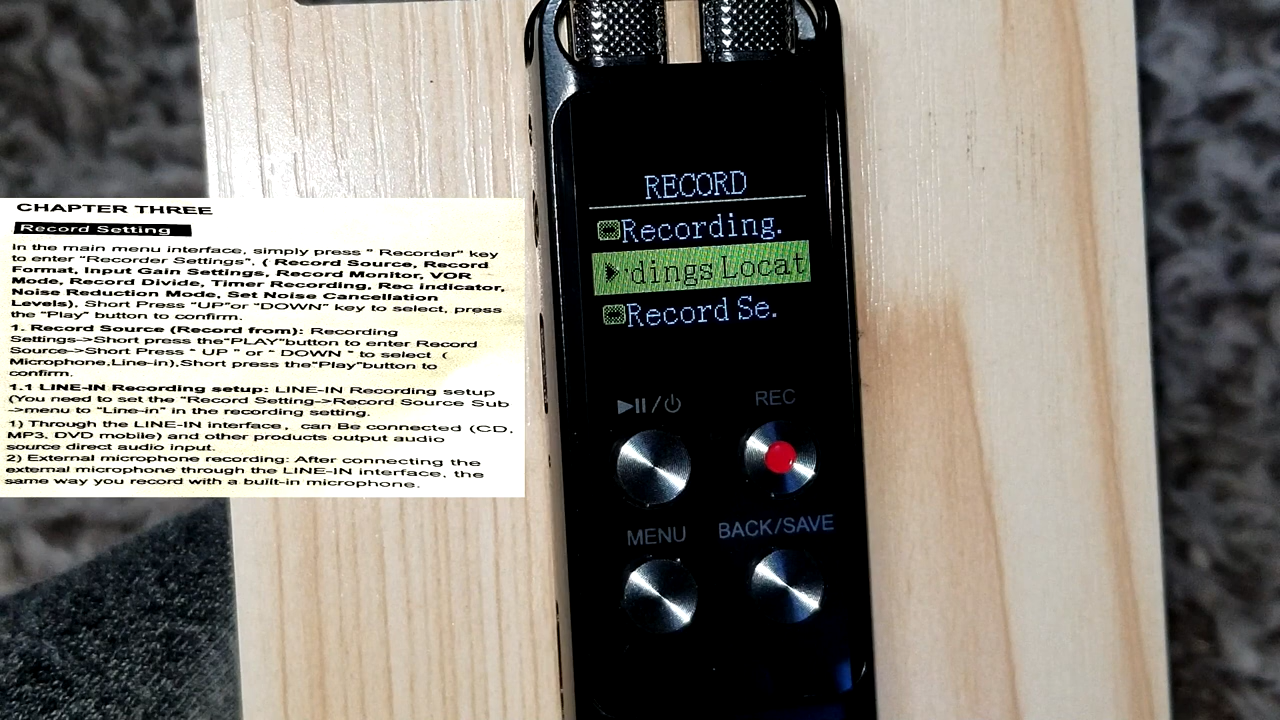 CHAPTER THREE
Record Setting
In the main menu interface, simply press " Recorder" key
to enter "Recorder Settings", ( Record Source, Record
Format, Input Gain Settings, Record Monitor, VOR
Mode, Record Divide, Timer Recording, Rec indicator,
Noise Reduction Mode, Set Noise Cancellation
Levels), Short Press "UP"or "DOWN" key to select, press
the "Play" button to confirm.
1. Record Source (Record from): Recording
Settings->Short press the"PLAY"button to enter Record
Source->Short Press " UP " or " DOWN " to select (
Microphone,Line-in),Short press the"Play"button to
confirm.
1.1 LINE-IN Recording setup: LINE-IN Recording setup
(You need to set the "Record Setting->Record Source Sub
->menu to "Line-in" in the recording setting.
1) Through the LINE-IN interface, can Be connected (CD,
MP3, DVD mobile) and other products output audio
source direct audio input.
2) External microphone recording: After connecting the
external microphone through the LINE-IN interface, the
same way you record with a built-in microphone.
RECORD
Recording.
dings Locat
Record Se.
REC
MENU
BACK/SAVE